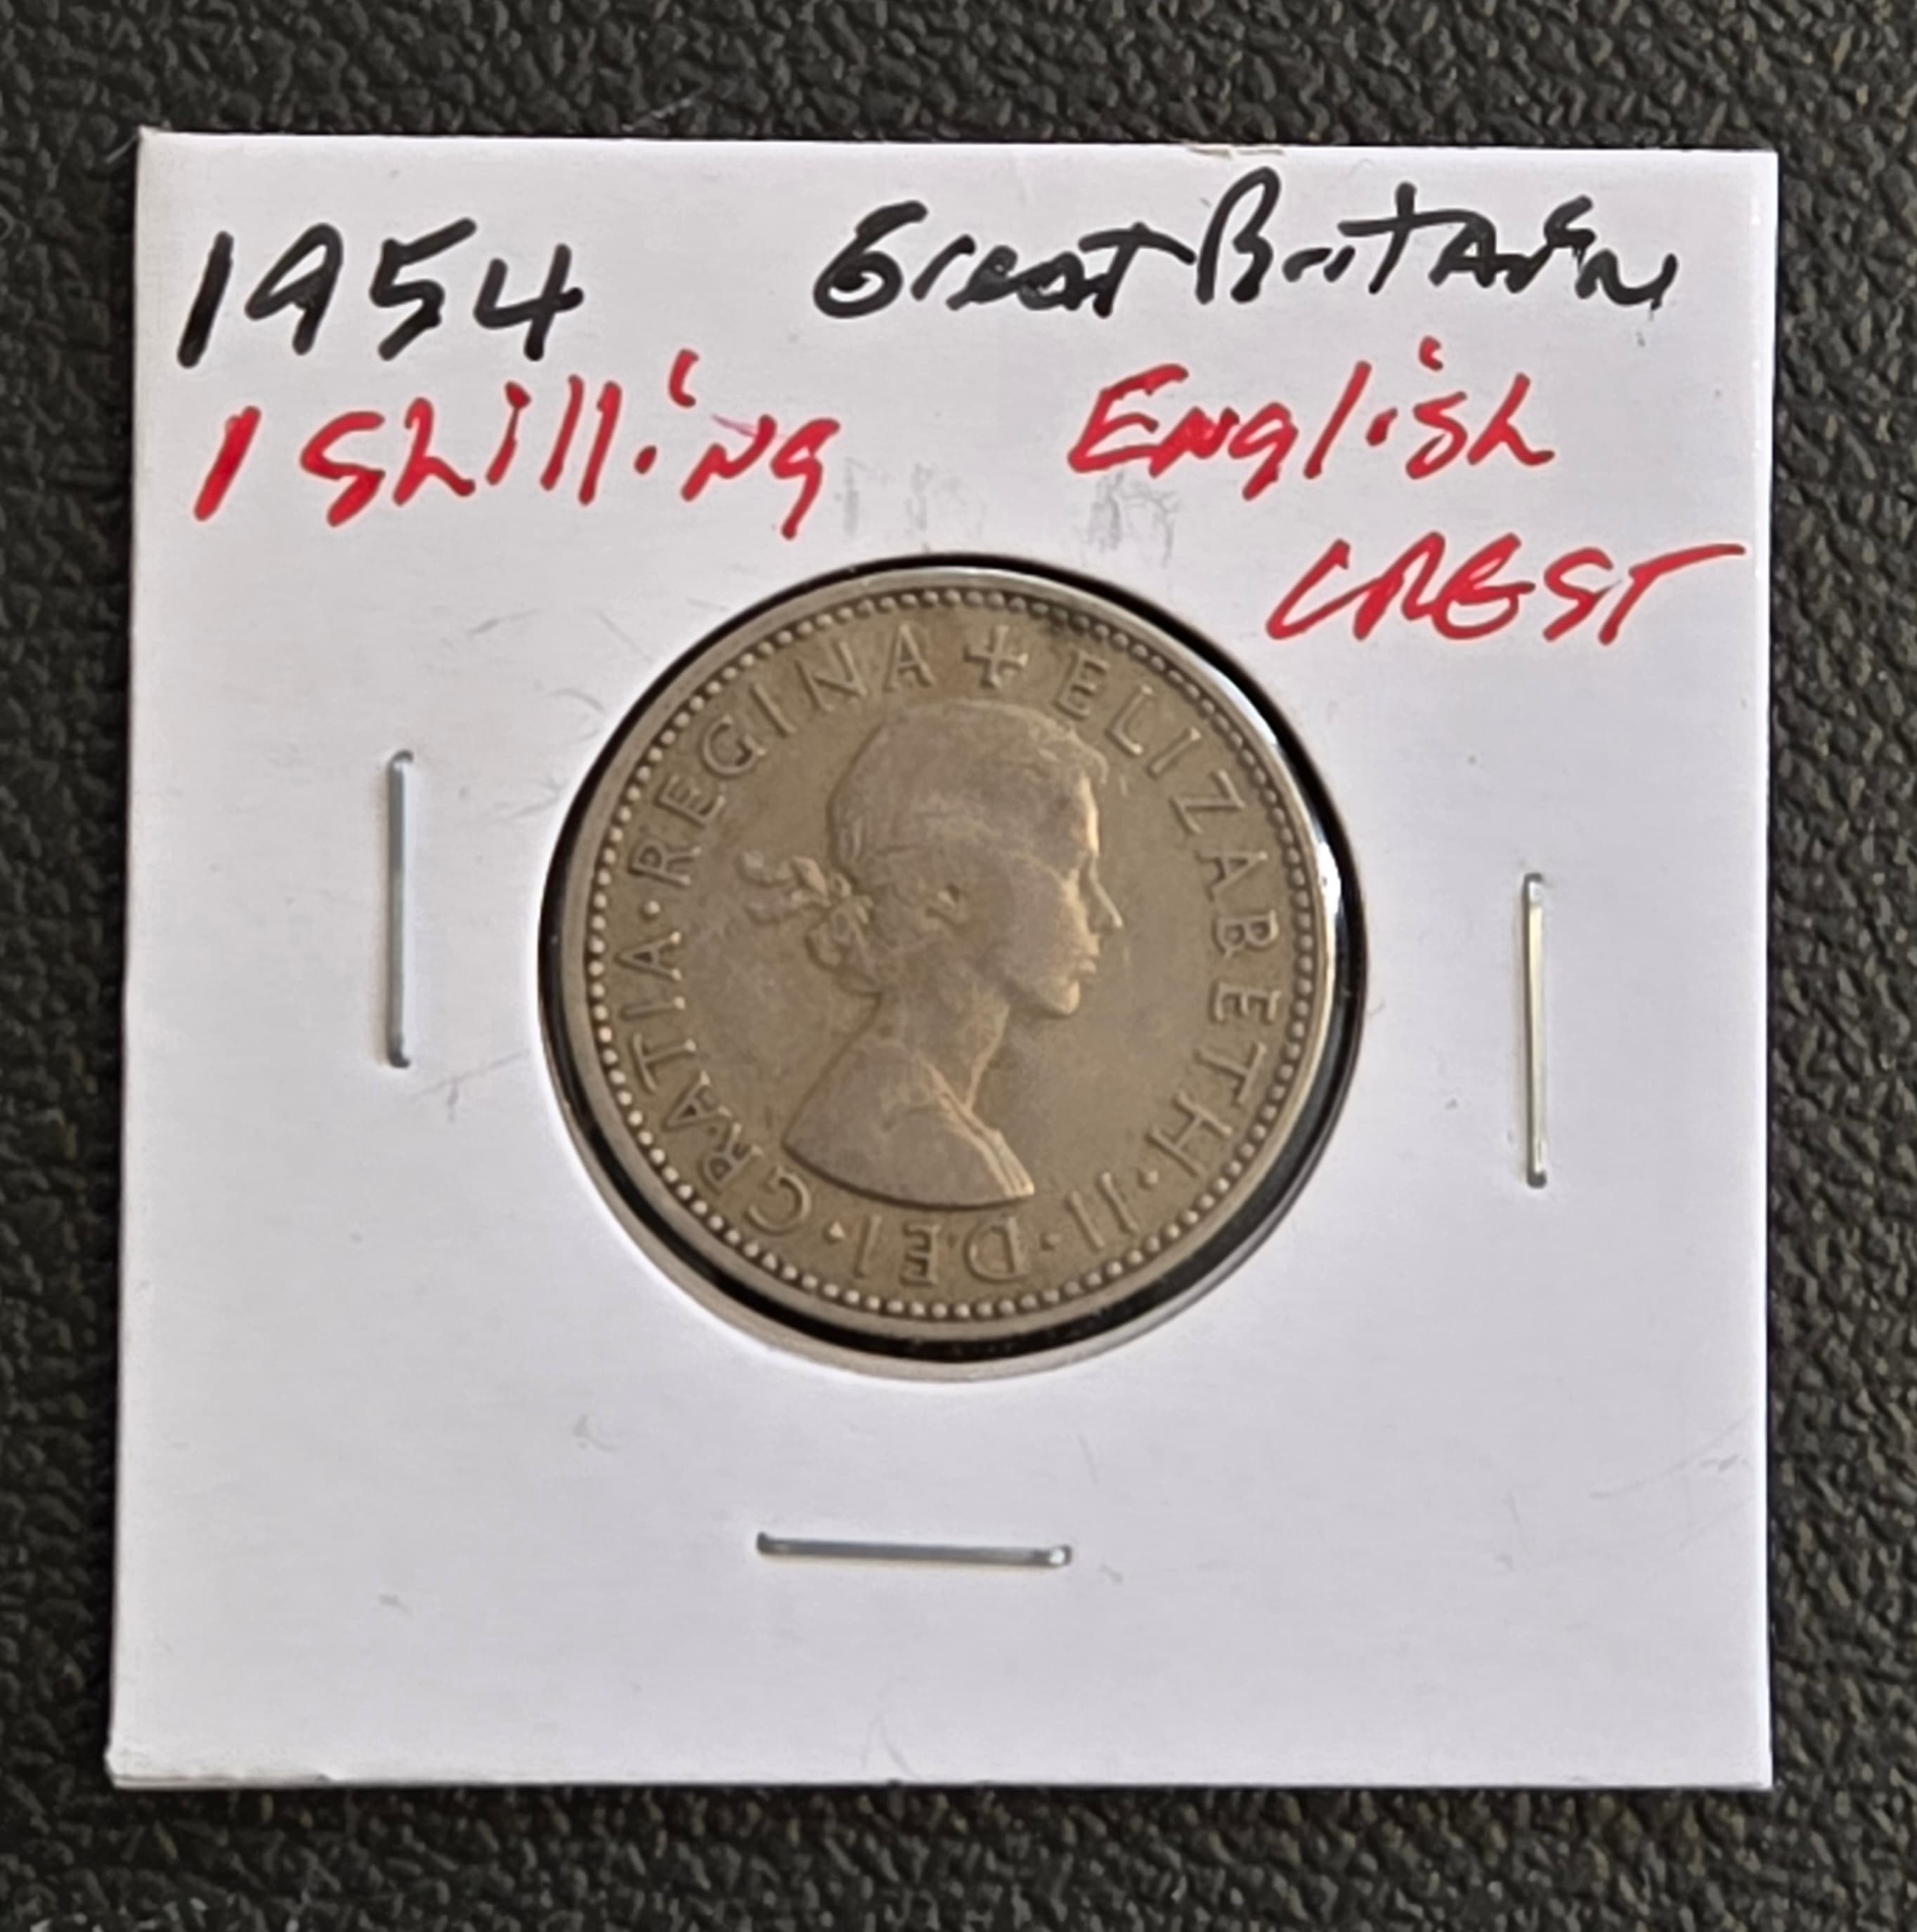 1954 Great Britain
1 Shilling English
CREST
+ ELIZABETH · II · DEI · GRATIA · REGINA